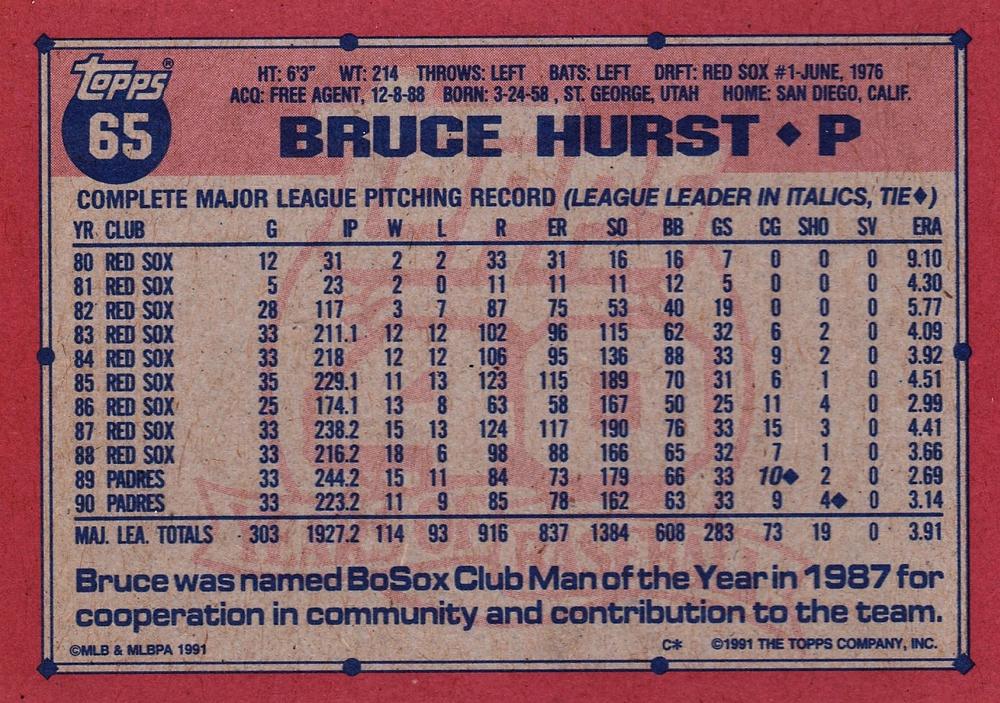 TOPPS®
65
HT: 6'3" WT: 214 THROWS: LEFT BATS: LEFT DRFT: RED SOX #1-JUNE, 1976
ACQ: FREE AGENT, 12-8-88 BORN: 3-24-58 , ST. GEORGE, UTAH HOME: SAN DIEGO, CALIF.
BRUCE HURST ◆ P
COMPLETE MAJOR LEAGUE PITCHING RECORD (LEAGUE LEADER IN ITALICS, TIE◆)
YR CLUB G IP W L R ER SO BB GS CG SHO SV ERA
80 RED SOX 12 31 2 2 33 31 16 16 7 0 0 0 9.10
81 RED SOX 5 23 2 0 11 11 11 12 5 0 0 0 4.30
82 RED SOX 28 117 3 7 87 75 53 40 19 0 0 0 5.77
83 RED SOX 33 211.1 12 12 102 96 115 62 32 6 2 0 4.09
84 RED SOX 33 218 12 12 106 95 136 88 33 9 2 0 3.92
85 RED SOX 35 229.1 11 13 123 115 189 70 31 6 1 0 4.51
86 RED SOX 25 174.1 13 8 63 58 167 50 25 11 4 0 2.99
87 RED SOX 33 238.2 15 13 124 117 190 76 33 15 3 0 4.41
88 RED SOX 33 216.2 18 6 98 88 166 65 32 7 1 0 3.66
89 PADRES 33 244.2 15 11 84 73 179 66 33 10◆ 2 0 2.69
90 PADRES 33 223.2 11 9 85 78 162 63 33 9 4◆ 0 3.14
MAJ. LEA. TOTALS 303 1927.2 114 93 916 837 1384 608 283 73 19 0 3.91
Bruce was named BoSox Club Man of the Year in 1987 for
cooperation in community and contribution to the team.
©MLB & MLBPA 1991 C* ©1991 THE TOPPS COMPANY, INC.